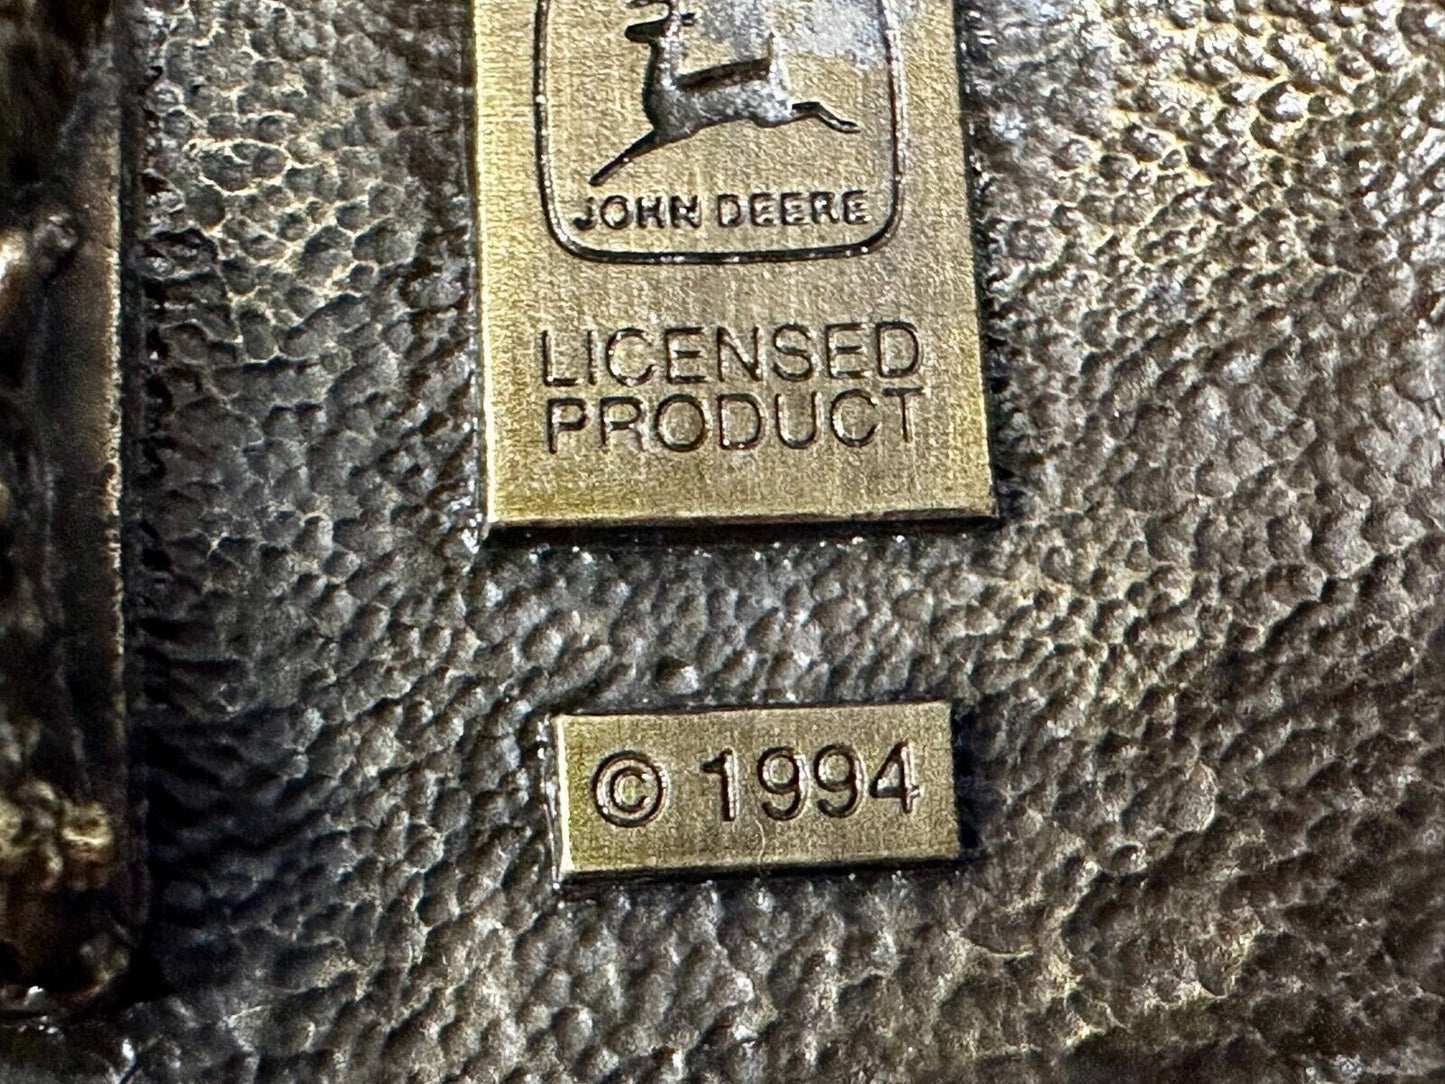 JOHN DEERE
LICENSED
PRODUCT
© 1994